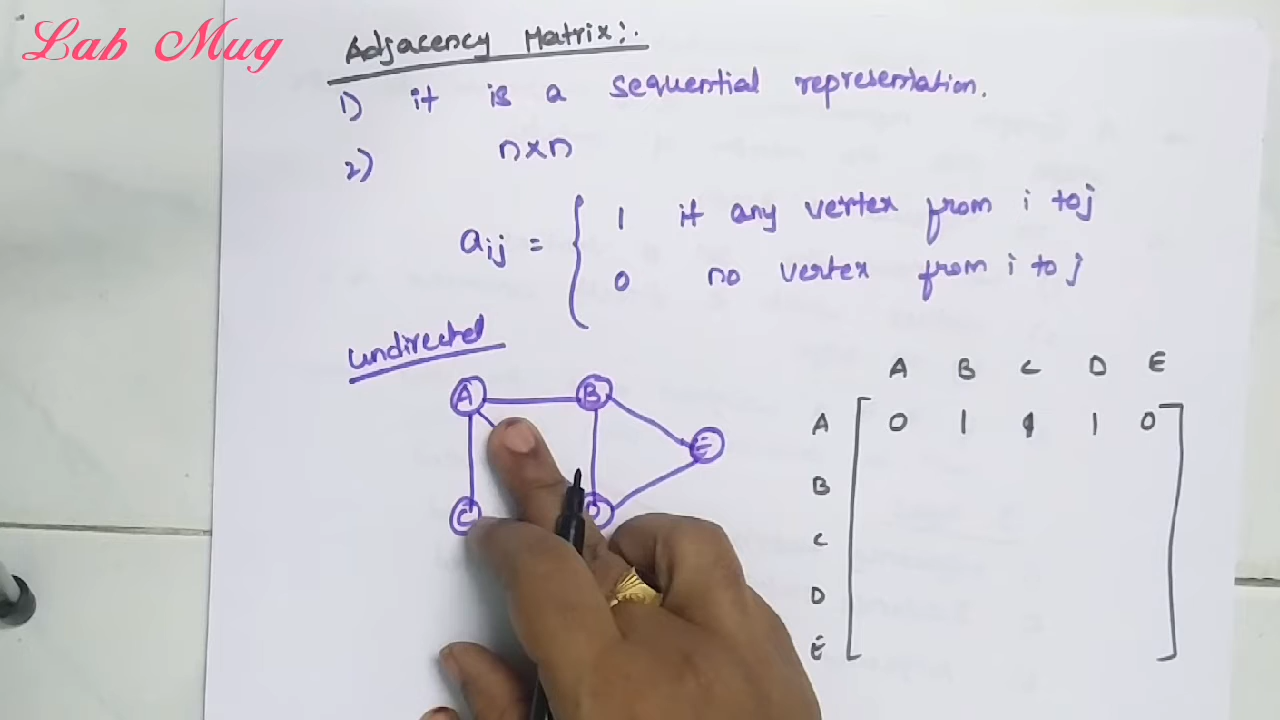 Lab Mug
Adjacency Matrix:.
1) it is a sequential representation.
2) n×n
aij = { 1 if any vertex from i to j
0 no vertex from i to j
undirected
A B C D E
A 0 1 1 1 0
B
C
D
E
A B
E
C D